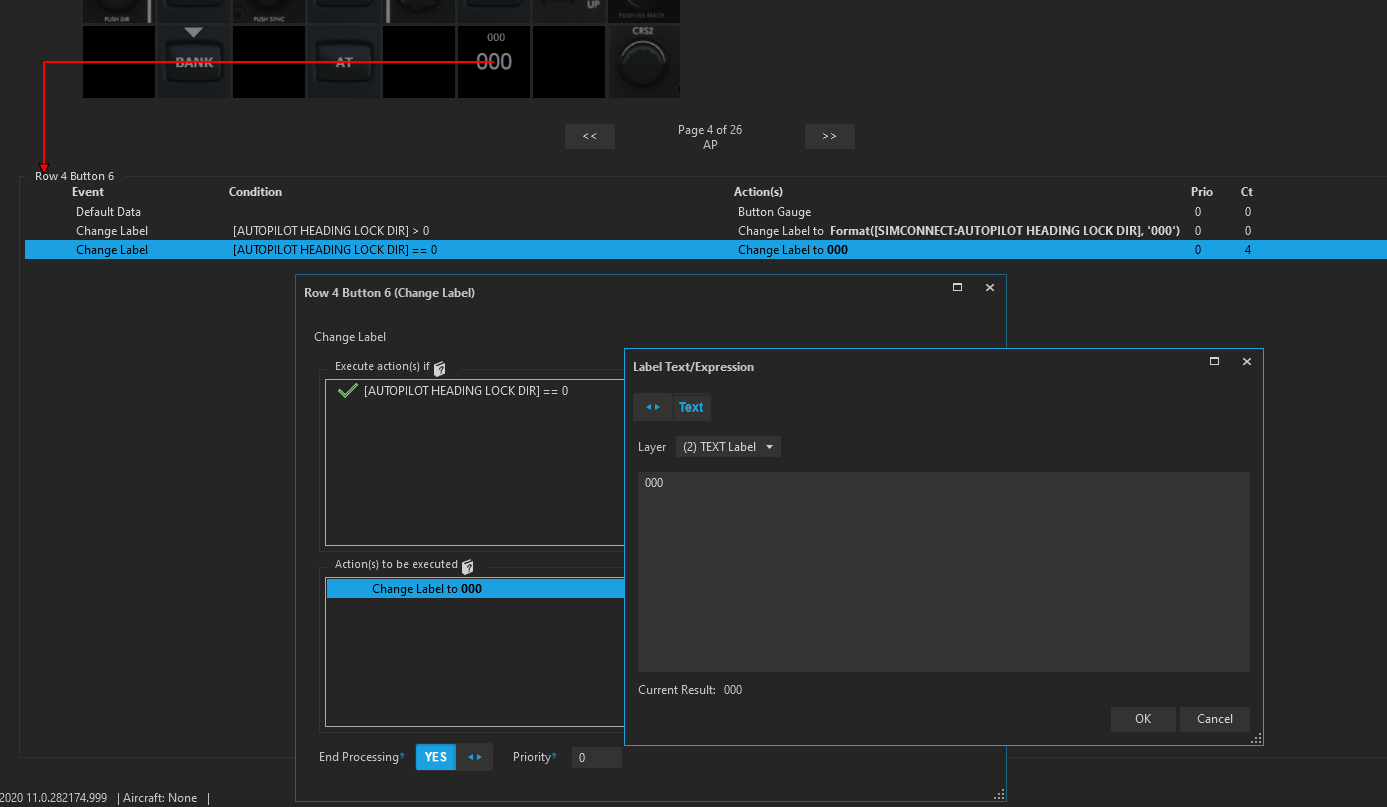 UP
PUSH DIR
PUSH SYNC
PUSH IAS-MACH
BANK
AT
000
000
CRS2
<<
Page 4 of 26
AP
>>
Row 4 Button 6
Event Condition Action(s) Prio Ct
Default Data Button Gauge 0 0
Change Label [AUTOPILOT HEADING LOCK DIR] > 0 Change Label to Format([SIMCONNECT:AUTOPILOT HEADING LOCK DIR], '000') 0 0
Change Label [AUTOPILOT HEADING LOCK DIR] == 0 Change Label to 000 0 4
Row 4 Button 6 (Change Label)
Change Label
Execute action(s) if ?
[AUTOPILOT HEADING LOCK DIR] == 0
Action(s) to be executed ?
Change Label to 000
End Processing? YES Priority? 0
Label Text/Expression
Text
Layer (2) TEXT Label
000
Current Result: 000
OK Cancel
2020 11.0.282174.999 | Aircraft: None |